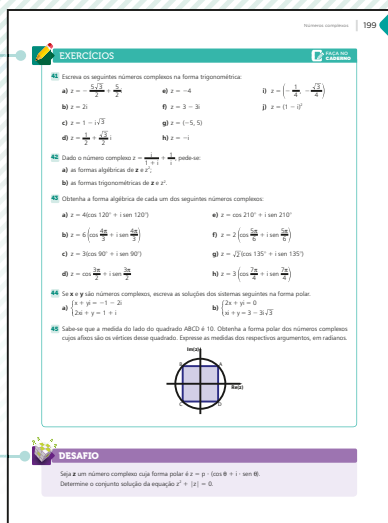 Números complexos | 199
EXERCÍCIOS
FAÇA NO
CADERNO
41 Escreva os seguintes números complexos na forma trigonométrica:
a) z = − 5√3/2 + 5/2 i
e) z = −4
i) z = (− 1/4, − √3/4)
b) z = 2i
f) z = 3 − 3i
j) z = (1 − i)²
c) z = 1 − i√3
g) z = (−5, 5)
d) z = 1/2 + √3/2 i
h) z = −i
42 Dado o número complexo z = i/(1 + i) + 1/i, pede-se:
a) as formas algébricas de z e z²;
b) as formas trigonométricas de z e z².
43 Obtenha a forma algébrica de cada um dos seguintes números complexos:
a) z = 4(cos 120° + i sen 120°)
e) z = cos 210° + i sen 210°
b) z = 6 (cos 4π/3 + i sen 4π/3)
f) z = 2 (cos 5π/6 + i sen 5π/6)
c) z = 3(cos 90° + i sen 90°)
g) z = √2(cos 135° + i sen 135°)
d) z = cos 3π/2 + i sen 3π/2
h) z = 3 (cos 7π/4 + i sen 7π/4)
44 Se x e y são números complexos, escreva as soluções dos sistemas seguintes na forma polar.
a) { x + yi = −1 − 2i
2xi + y = 1 + i
b) { 2x + yi = 0
xi + y = 3 − 3i√3
45 Sabe-se que a medida do lado do quadrado ABCD é 10. Obtenha a forma polar dos números complexos
cujos afixos são os vértices desse quadrado. Expresse as medidas dos respectivos argumentos, em radianos.
Im(z)
B A
Re(z)
C D
DESAFIO
Seja z um número complexo cuja forma polar é z = ρ · (cos θ + i · sen θ).
Determine o conjunto solução da equação z² + |z| = 0.